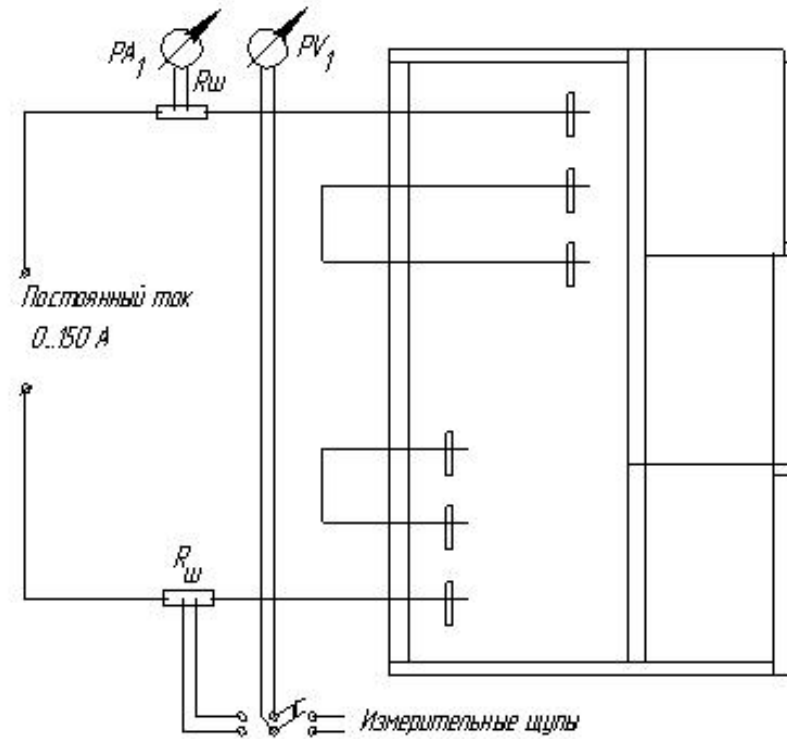 PA1
Rш
PV1
Постоянный ток
0...150 А
Rш
Измерительные щупы